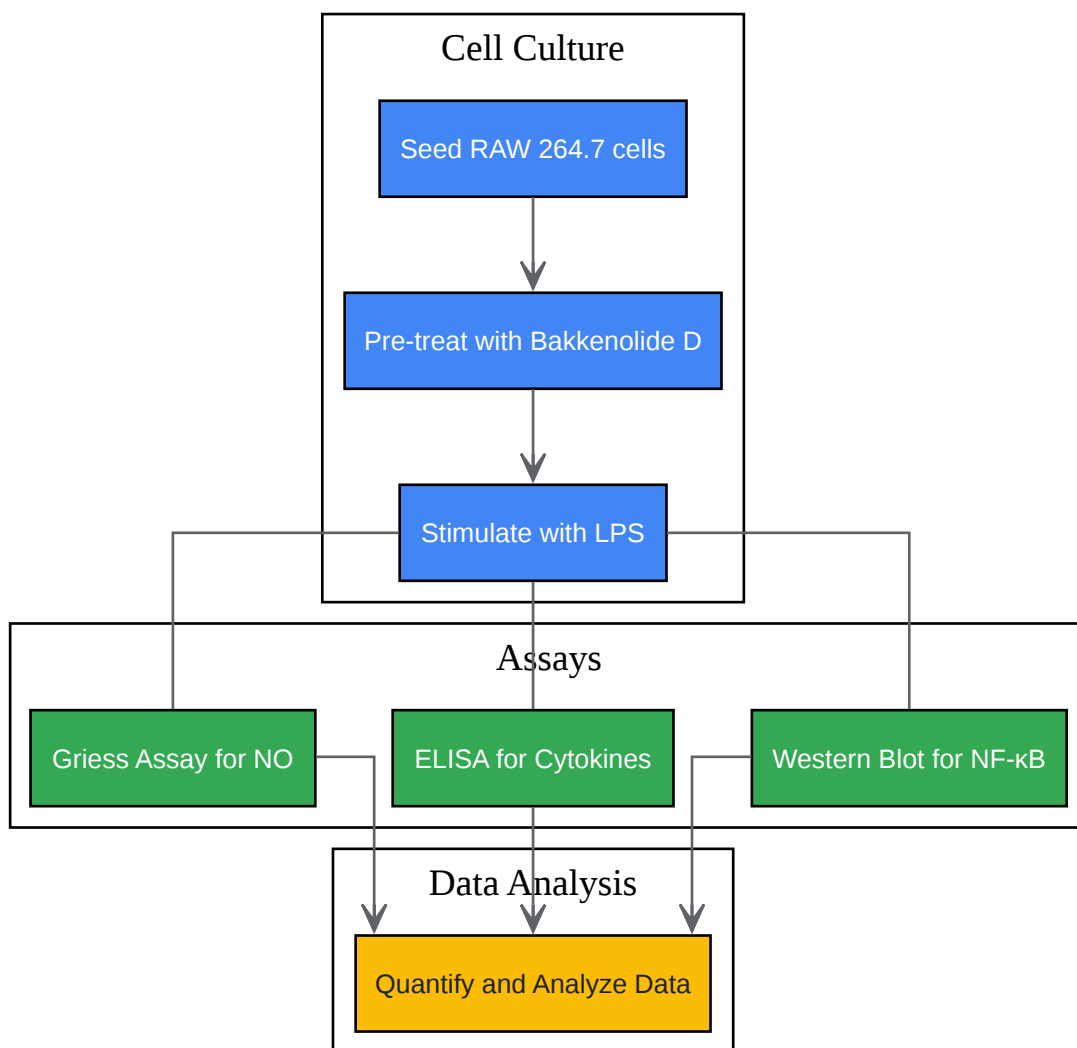 Cell Culture
Seed RAW 264.7 cells
Pre-treat with Bakkenolide D
Stimulate with LPS
Assays
Griess Assay for NO
ELISA for Cytokines
Western Blot for NF-κB
Data Analysis
Quantify and Analyze Data